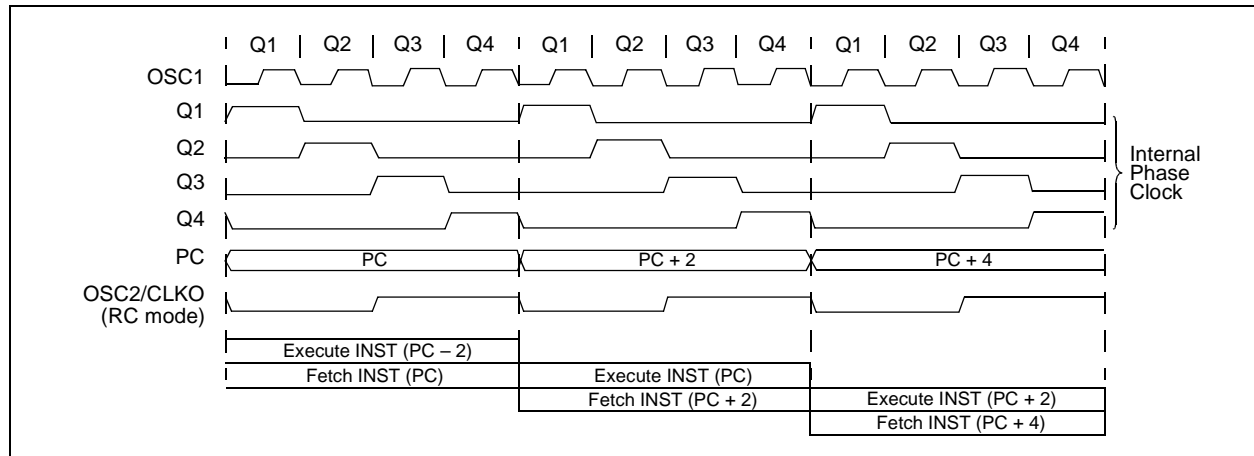 Q1 Q2 Q3 Q4 Q1 Q2 Q3 Q4 Q1 Q2 Q3 Q4
OSC1
Q1
Q2
Q3
Q4
Internal
Phase
Clock
PC PC PC + 2 PC + 4
OSC2/CLKO
(RC mode)
Execute INST (PC – 2)
Fetch INST (PC) Execute INST (PC)
Fetch INST (PC + 2) Execute INST (PC + 2)
Fetch INST (PC + 4)